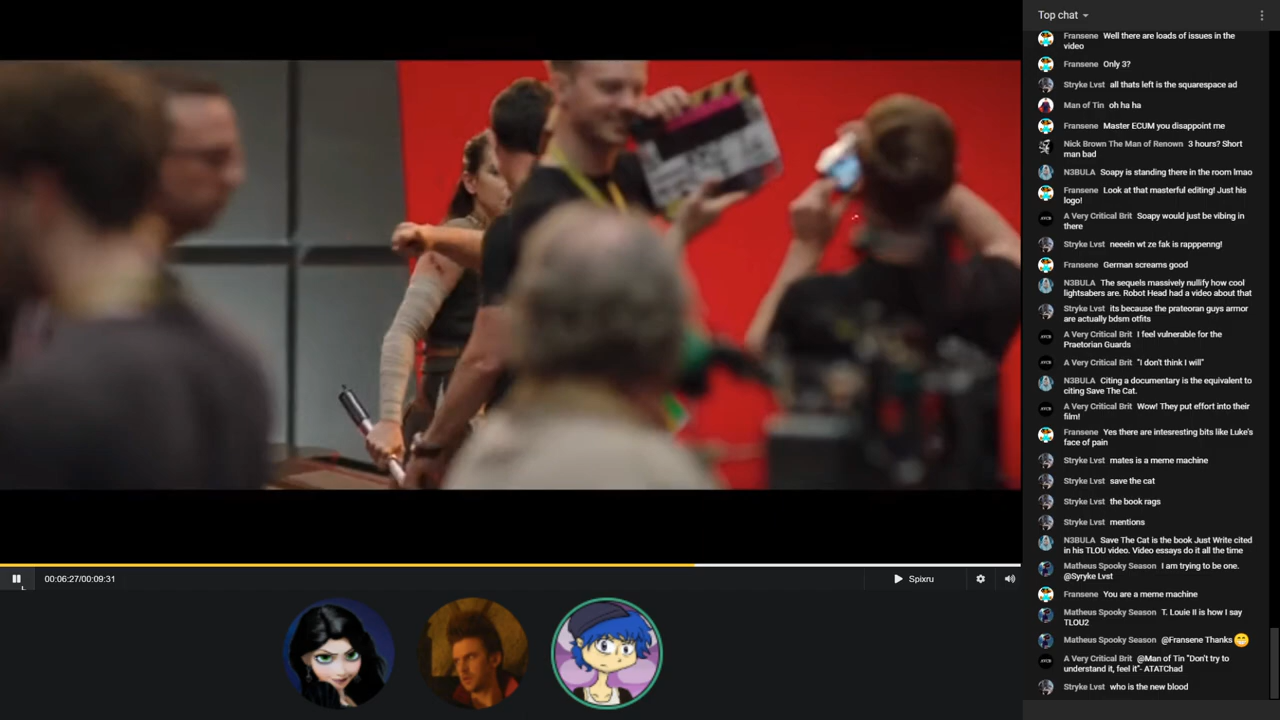 Top chat
Fransene Well there are loads of issues in the
video
Fransene Only 3?
Stryke Lvst all thats left is the squarespace ad
Man of Tin oh ha ha
Fransene Master ECUM you disappoint me
Nick Brown The Man of Renown 3 hours? Short
man bad
N3BULA Soapy is standing there in the room lmao
Fransene Look at that masterful editing! Just his
logo!
A Very Critical Brit Soapy would just be vibing in
there
Stryke Lvst neeein wt ze fak is rapppenng!
Fransene German screams good
N3BULA The sequels massively nullify how cool
lightsabers are. Robot Head had a video about that
Stryke Lvst its because the prateoran guys armor
are actually bdsm otfits
A Very Critical Brit I feel vulnerable for the
Praetorian Guards
A Very Critical Brit "I don't think I will"
N3BULA Citing a documentary is the equivalent to
citing Save The Cat.
A Very Critical Brit Wow! They put effort into their
film!
Fransene Yes there are intesresting bits like Luke's
face of pain
Stryke Lvst mates is a meme machine
Stryke Lvst save the cat
Stryke Lvst the book rags
Stryke Lvst mentions
N3BULA Save The Cat is the book Just Write cited
in his TLOU video. Video essays do it all the time
Matheus Spooky Season I am trying to be one.
@Syryke Lvst
Fransene You are a meme machine
Matheus Spooky Season T. Louie II is how I say
TLOU2
Matheus Spooky Season @Fransene Thanks
A Very Critical Brit @Man of Tin "Don't try to
understand it, feel it"- ATATChad
Stryke Lvst who is the new blood
00:06:27/00:09:31
Spixru